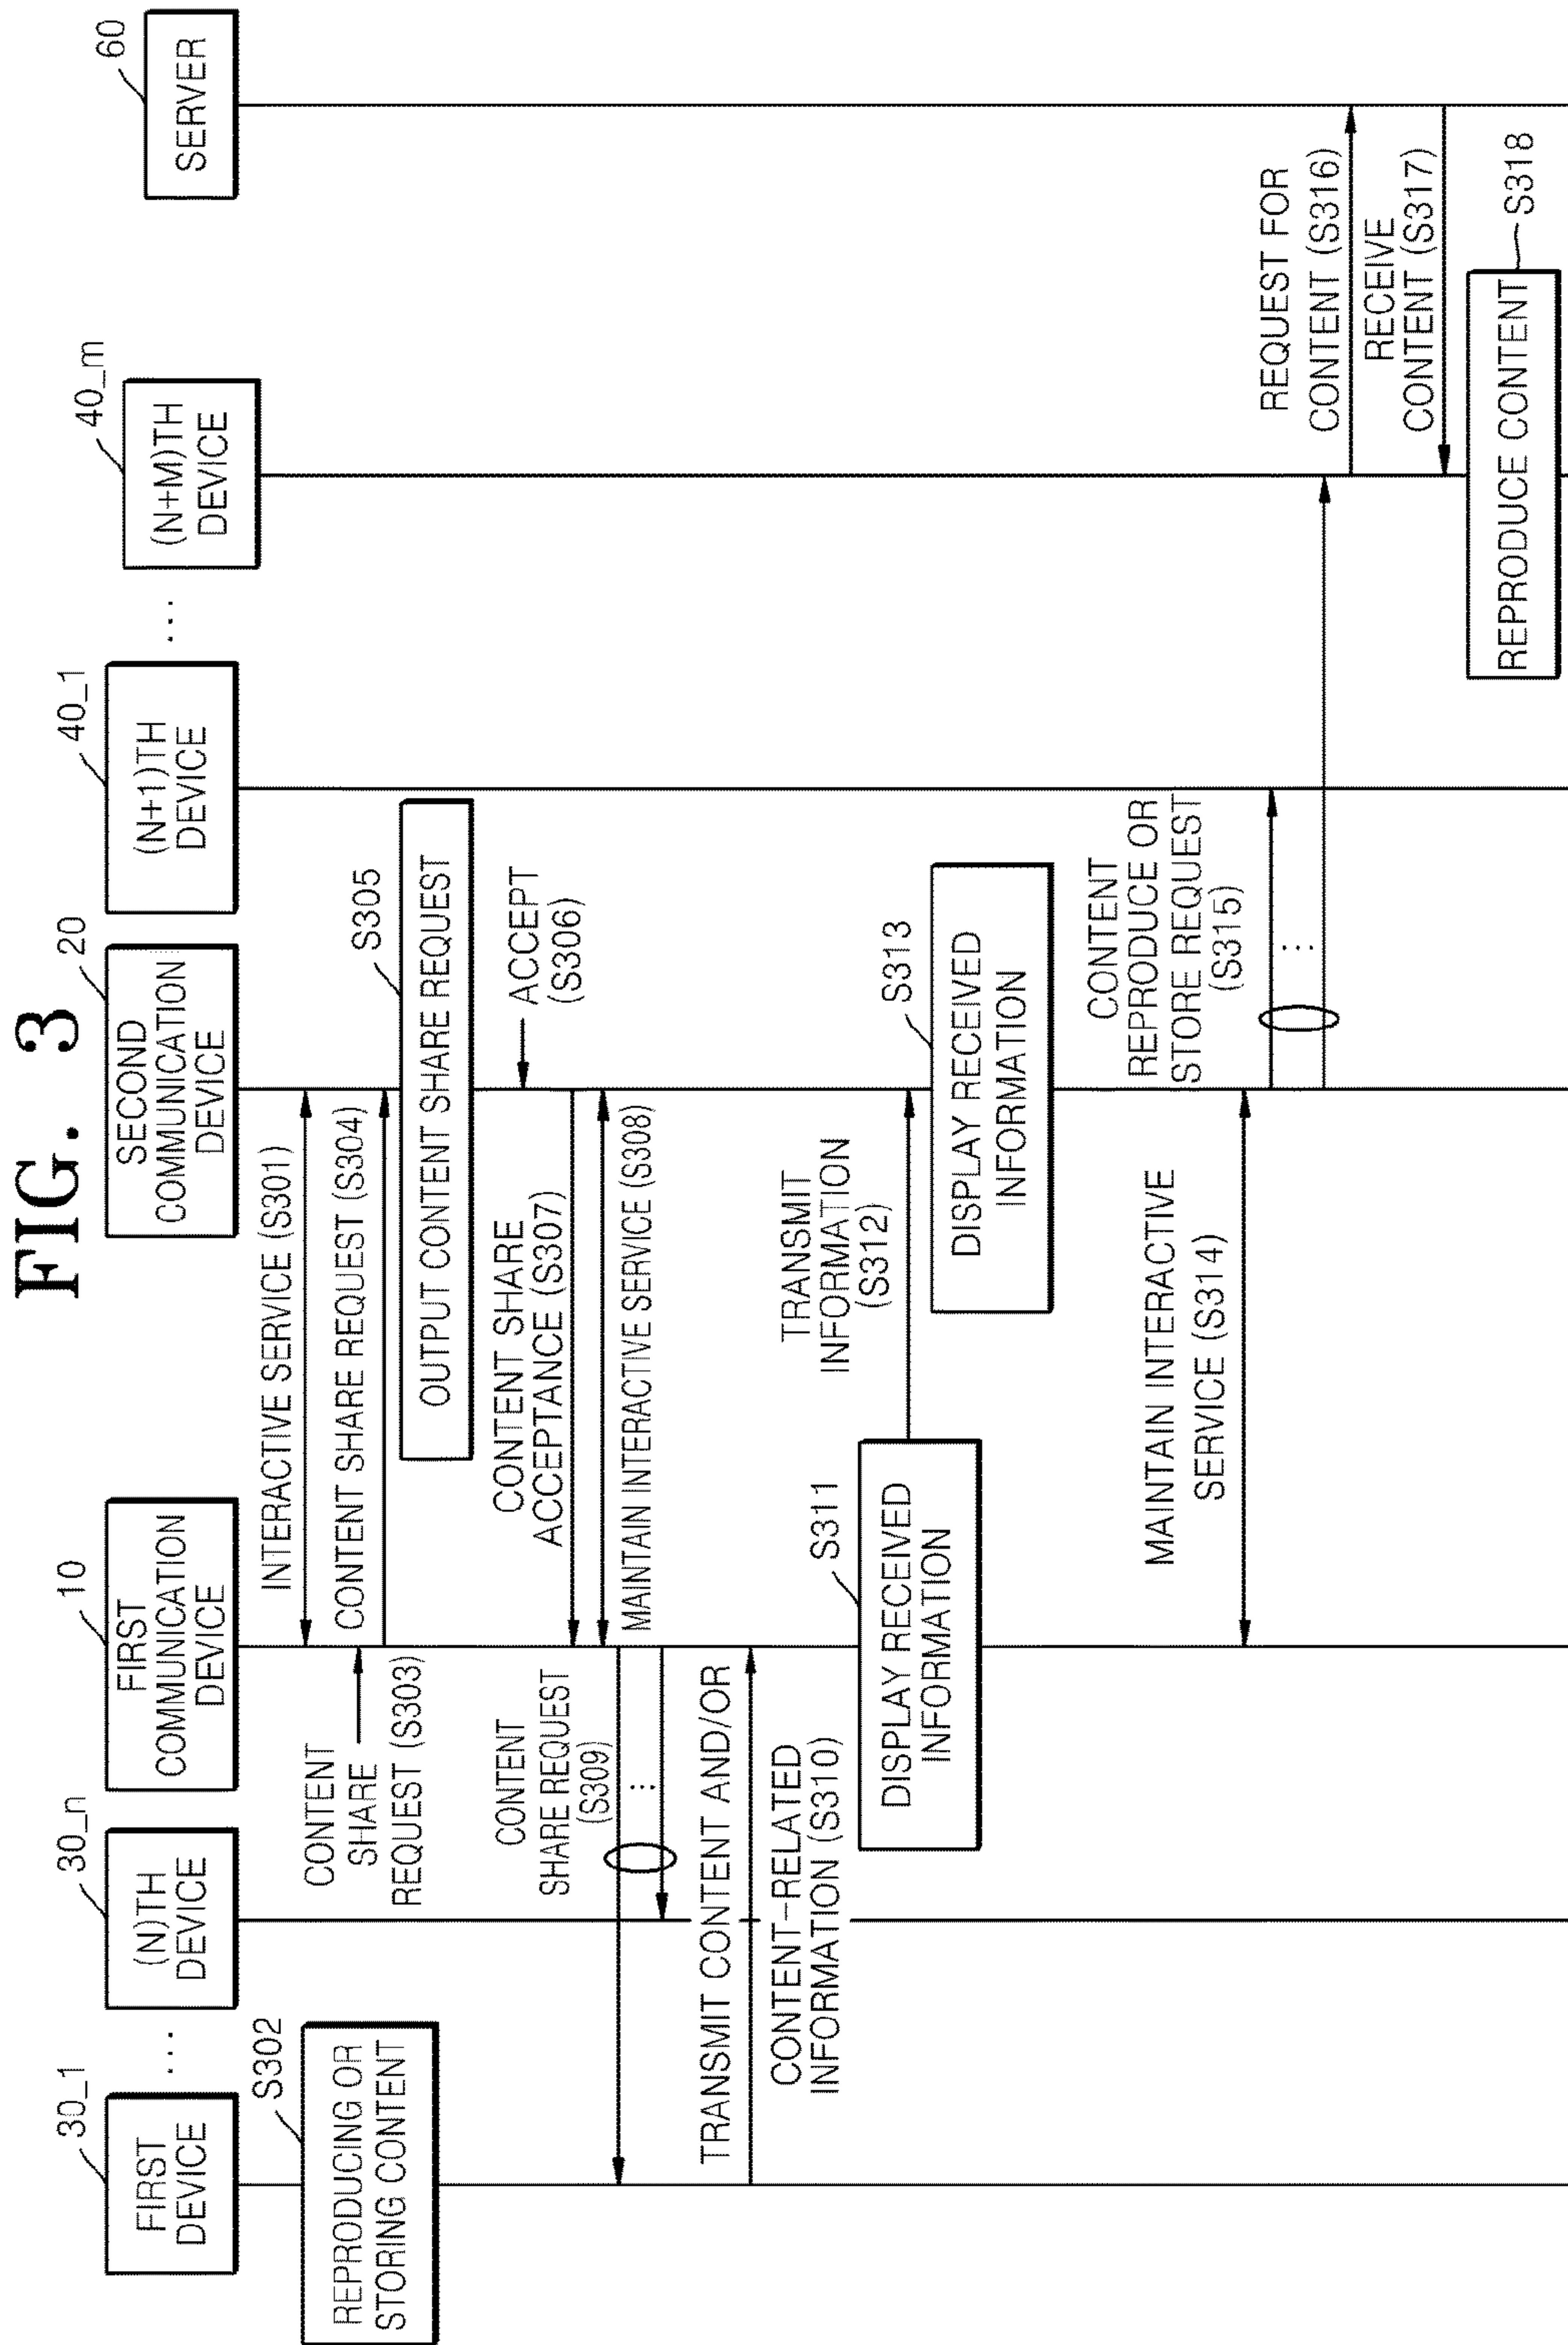 FIG. 3
30_1
FIRST
DEVICE
...
30_n
(N)TH
DEVICE
10
FIRST
COMMUNICATION
DEVICE
20
SECOND
COMMUNICATION
DEVICE
40_1
(N+1)TH
DEVICE
...
40_m
(N+M)TH
DEVICE
60
SERVER
S302
REPRODUCING OR
STORING CONTENT
INTERACTIVE SERVICE (S301)
CONTENT
SHARE
REQUEST (S303)
CONTENT SHARE REQUEST (S304)
S305
OUTPUT CONTENT SHARE REQUEST
ACCEPT
(S306)
CONTENT SHARE
ACCEPTANCE (S307)
MAINTAIN INTERACTIVE SERVICE (S308)
CONTENT
SHARE REQUEST
(S309)
...
TRANSMIT CONTENT AND/OR
CONTENT-RELATED
INFORMATION (S310)
S311
DISPLAY RECEIVED
INFORMATION
TRANSMIT
INFORMATION
(S312)
S313
DISPLAY RECEIVED
INFORMATION
MAINTAIN INTERACTIVE
SERVICE (S314)
CONTENT
REPRODUCE OR
STORE REQUEST
(S315)
...
REQUEST FOR
CONTENT (S316)
RECEIVE
CONTENT (S317)
S318
REPRODUCE CONTENT